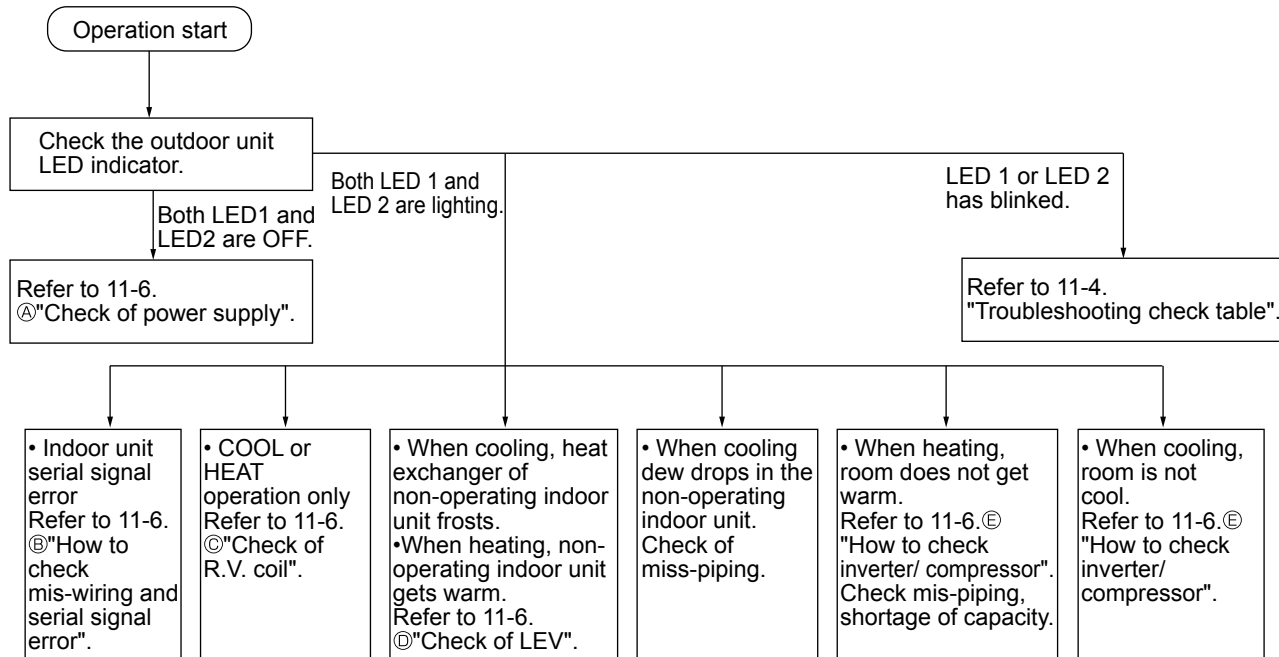 Operation start
Check the outdoor unit
LED indicator.
Both LED1 and
LED2 are OFF.
Both LED 1 and
LED 2 are lighting.
LED 1 or LED 2
has blinked.
Refer to 11-6.
Ⓐ"Check of power supply".
Refer to 11-4.
"Troubleshooting check table".
• Indoor unit
serial signal
error
Refer to 11-6.
Ⓑ"How to
check
mis-wiring and
serial signal
error".
• COOL or
HEAT
operation only
Refer to 11-6.
Ⓒ"Check of
R.V. coil".
• When cooling, heat
exchanger of
non-operating indoor
unit frosts.
•When heating, non-
operating indoor unit
gets warm.
Refer to 11-6.
Ⓓ"Check of LEV".
• When cooling
dew drops in the
non-operating
indoor unit.
Check of
miss-piping.
• When heating,
room does not get
warm.
Refer to 11-6.Ⓔ
"How to check
inverter/ compressor".
Check mis-piping,
shortage of capacity.
• When cooling,
room is not
cool.
Refer to 11-6.Ⓔ
"How to check
inverter/
compressor".